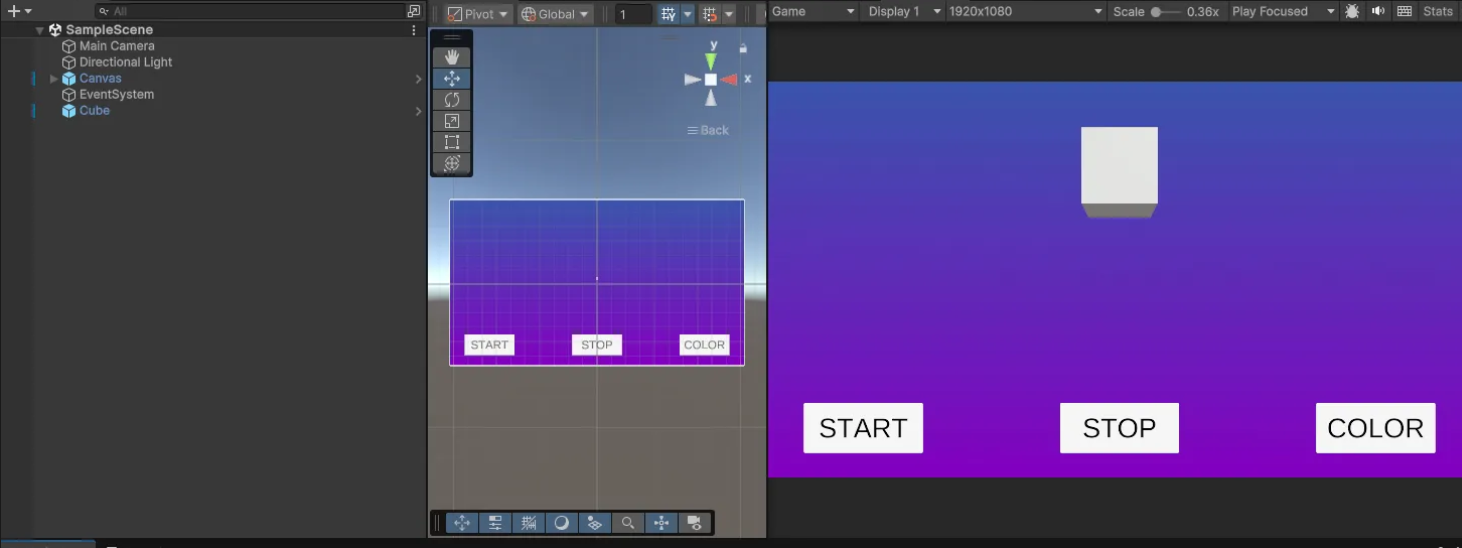 All
SampleScene
Main Camera
Directional Light
Canvas
EventSystem
Cube
Pivot
Global
1
y
x
Back
START
STOP
COLOR
Game
Display 1
1920x1080
Scale
0.36x
Play Focused
Stats
START
STOP
COLOR